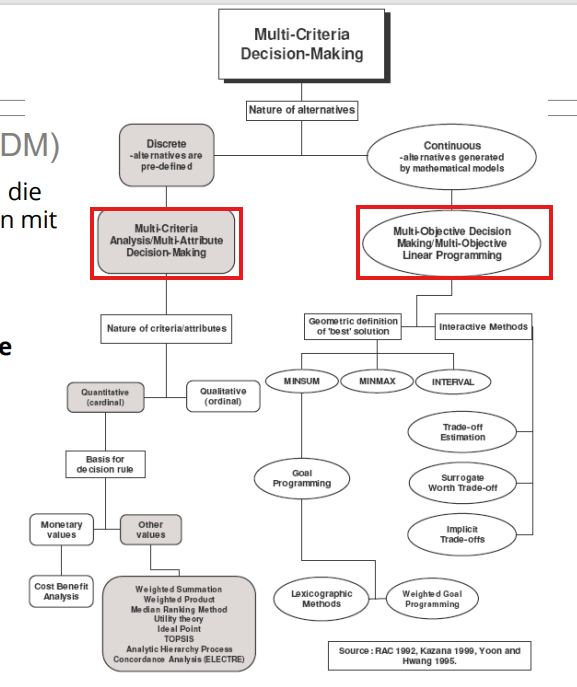 Multi-Criteria
Decision-Making
Nature of alternatives
DM)
die
n mit
e
Discrete
-alternatives are
pre-defined
Continuous
-alternatives generated
by mathematical models
Multi-Criteria
Analysis/Multi-Attribute
Decision-Making
Multi-Objective Decision
Making/Multi-Objective
Linear Programming
Nature of criteria/attributes
Geometric definition
of 'best' solution
Interactive Methods
Quantitative
(cardinal)
Qualitative
(ordinal)
MINSUM
MINMAX
INTERVAL
Trade-off
Estimation
Basis for
decision rule
Goal
Programming
Surrogate
Worth Trade-off
Monetary
values
Other
values
Implicit
Trade-offs
Cost Benefit
Analysis
Weighted Summation
Weighted Product
Median Ranking Method
Utility theory
Ideal Point
TOPSIS
Analytic Hierarchy Process
Concordance Analysis (ELECTRE)
Lexicographic
Methods
Weighted Goal
Programming
Source: RAC 1992, Kazana 1999, Yoon and
Hwang 1995.